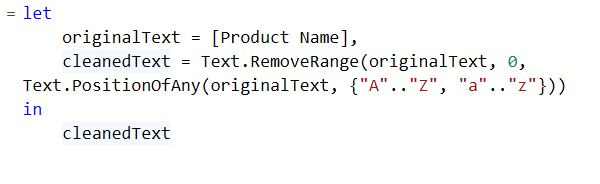 = let
originalText = [Product Name],
cleanedText = Text.RemoveRange(originalText, 0,
Text.PositionOfAny(originalText, {"A".."Z", "a".."z"}))
in
cleanedText